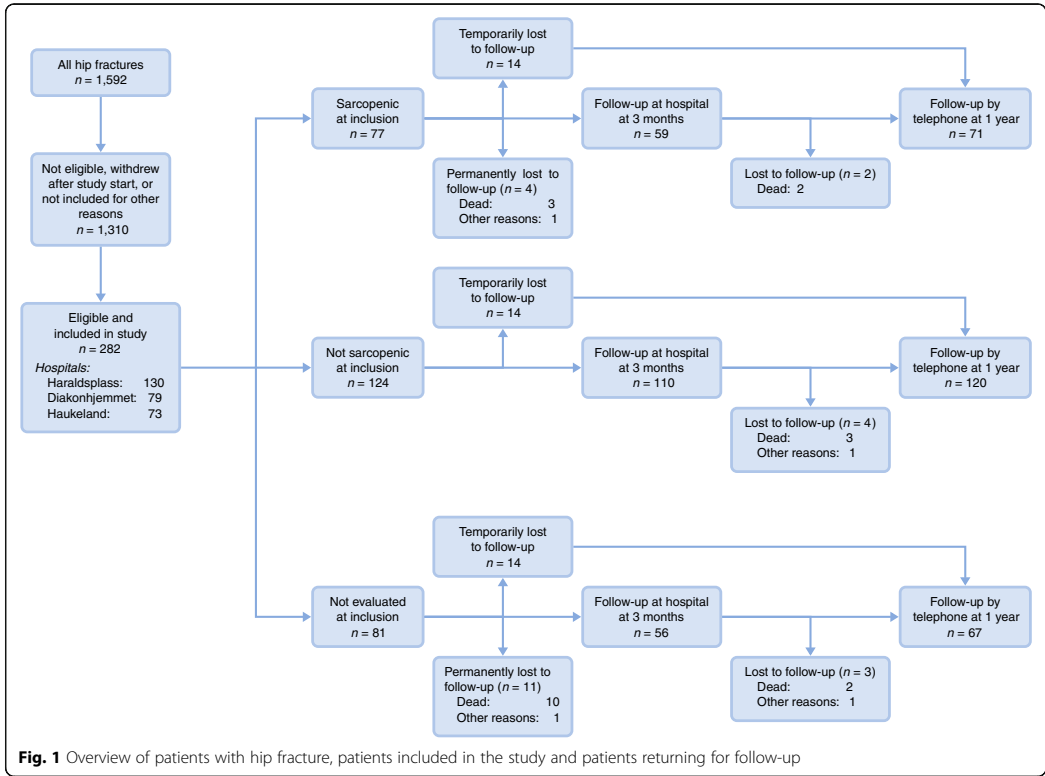 All hip fractures
n = 1,592
Not eligible, withdrew
after study start, or
not included for other
reasons
n = 1,310
Eligible and
included in study
n = 282
Hospitals:
Haraldsplass: 130
Diakonhjemmet: 79
Haukeland: 73
Temporarily lost
to follow-up
n = 14
Sarcopenic
at inclusion
n = 77
Follow-up at hospital
at 3 months
n = 59
Follow-up by
telephone at 1 year
n = 71
Permanently lost to
follow-up (n = 4)
Dead: 3
Other reasons: 1
Lost to follow-up (n = 2)
Dead: 2
Temporarily lost
to follow-up
n = 14
Not sarcopenic
at inclusion
n = 124
Follow-up at hospital
at 3 months
n = 110
Follow-up by
telephone at 1 year
n = 120
Lost to follow-up (n = 4)
Dead: 3
Other reasons: 1
Temporarily lost
to follow-up
n = 14
Not evaluated
at inclusion
n = 81
Follow-up at hospital
at 3 months
n = 56
Follow-up by
telephone at 1 year
n = 67
Permanently lost to
follow-up (n = 11)
Dead: 10
Other reasons: 1
Lost to follow-up (n = 3)
Dead: 2
Other reasons: 1
Fig. 1 Overview of patients with hip fracture, patients included in the study and patients returning for follow-up